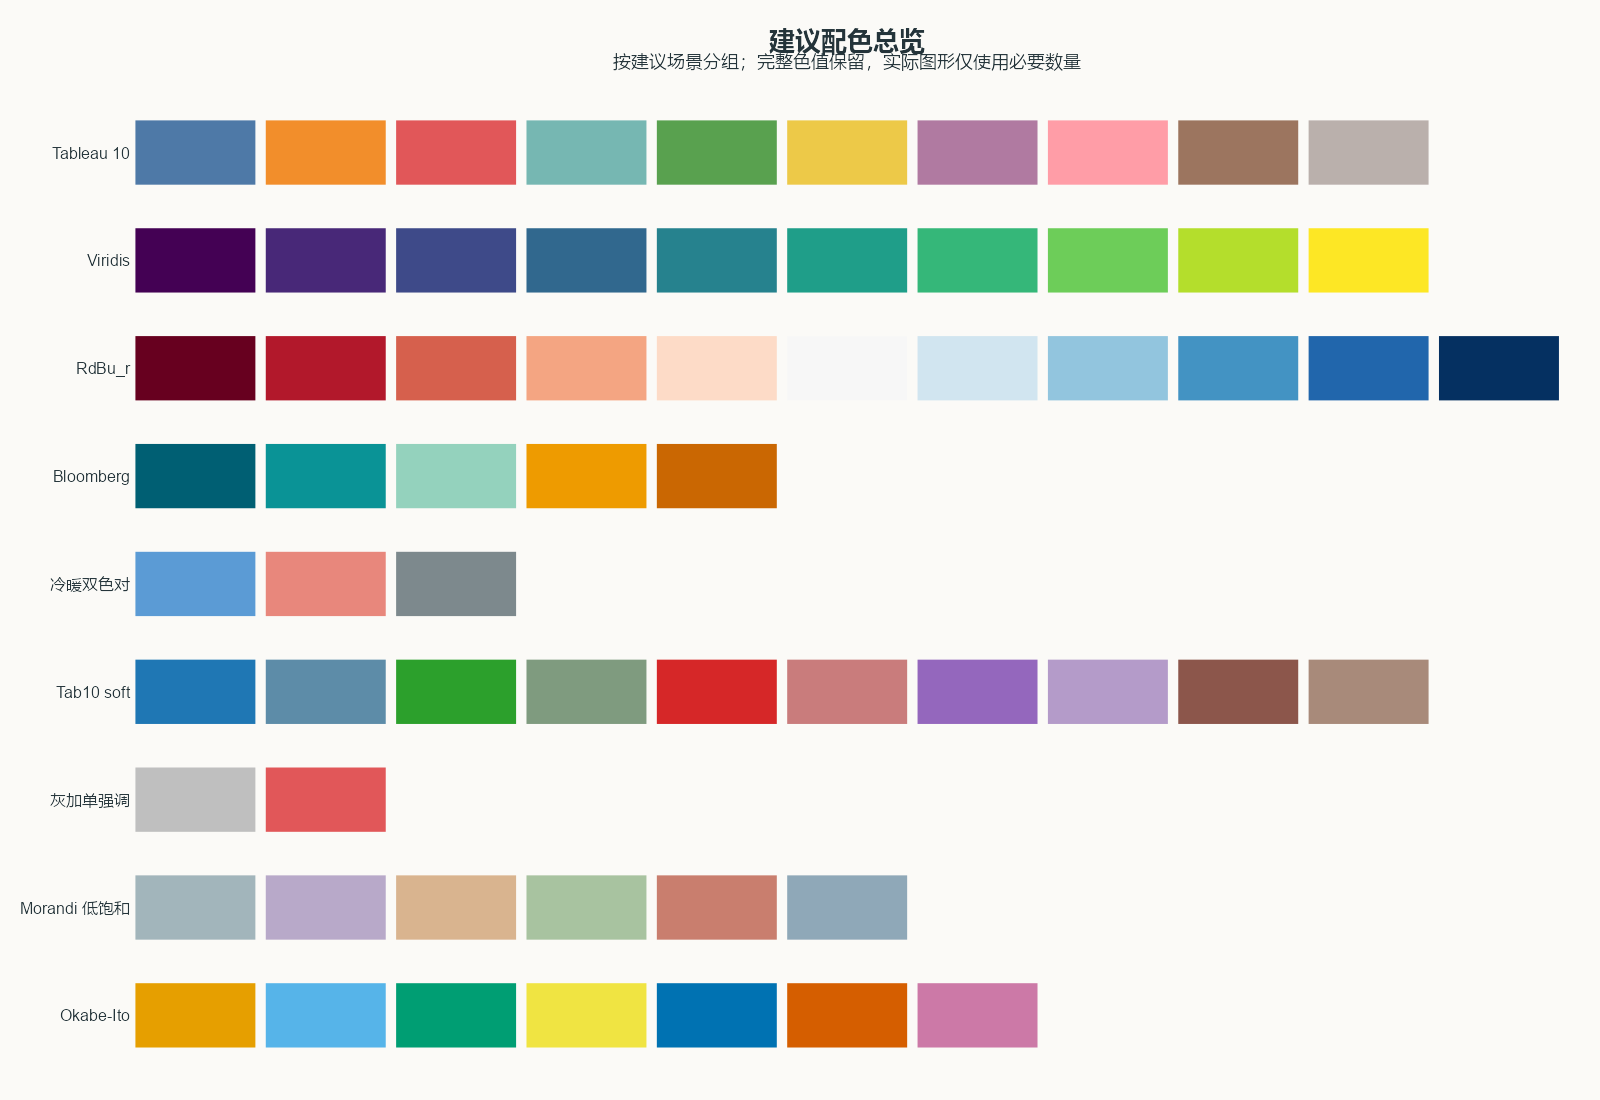 建议配色总览
按建议场景分组；完整色值保留，实际图形仅使用必要数量
Tableau 10
Viridis
RdBu_r
Bloomberg
冷暖双色对
Tab10 soft
灰加单强调
Morandi 低饱和
Okabe-Ito